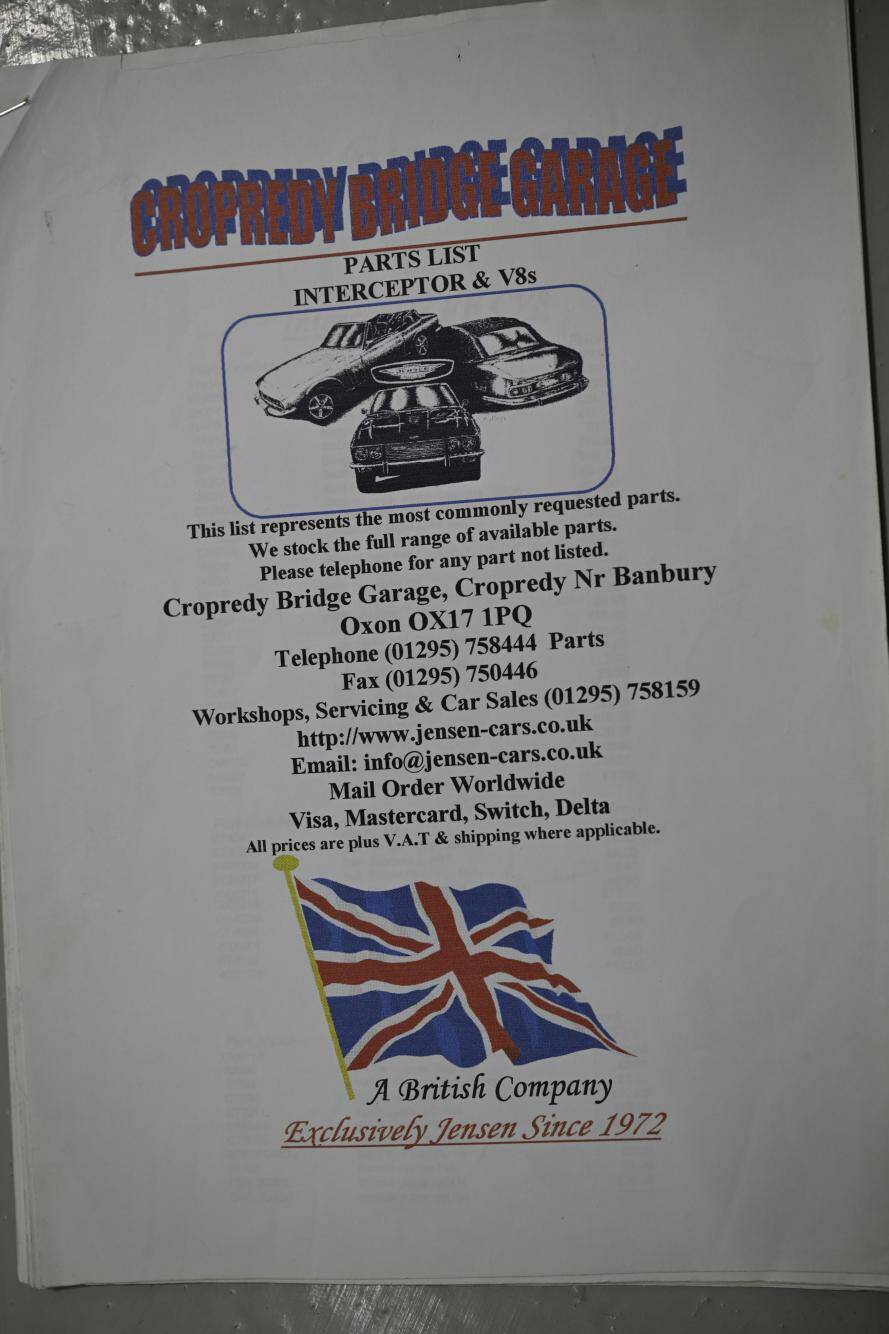 CROPREDY BRIDGE GARAGE
PARTS LIST
INTERCEPTOR & V8s
JENSEN
This list represents the most commonly requested parts.
We stock the full range of available parts.
Please telephone for any part not listed.
Cropredy Bridge Garage, Cropredy Nr Banbury
Oxon OX17 1PQ
Telephone (01295) 758444 Parts
Fax (01295) 750446
Workshops, Servicing & Car Sales (01295) 758159
http://www.jensen-cars.co.uk
Email: info@jensen-cars.co.uk
Mail Order Worldwide
Visa, Mastercard, Switch, Delta
All prices are plus V.A.T & shipping where applicable.
A British Company
Exclusively Jensen Since 1972